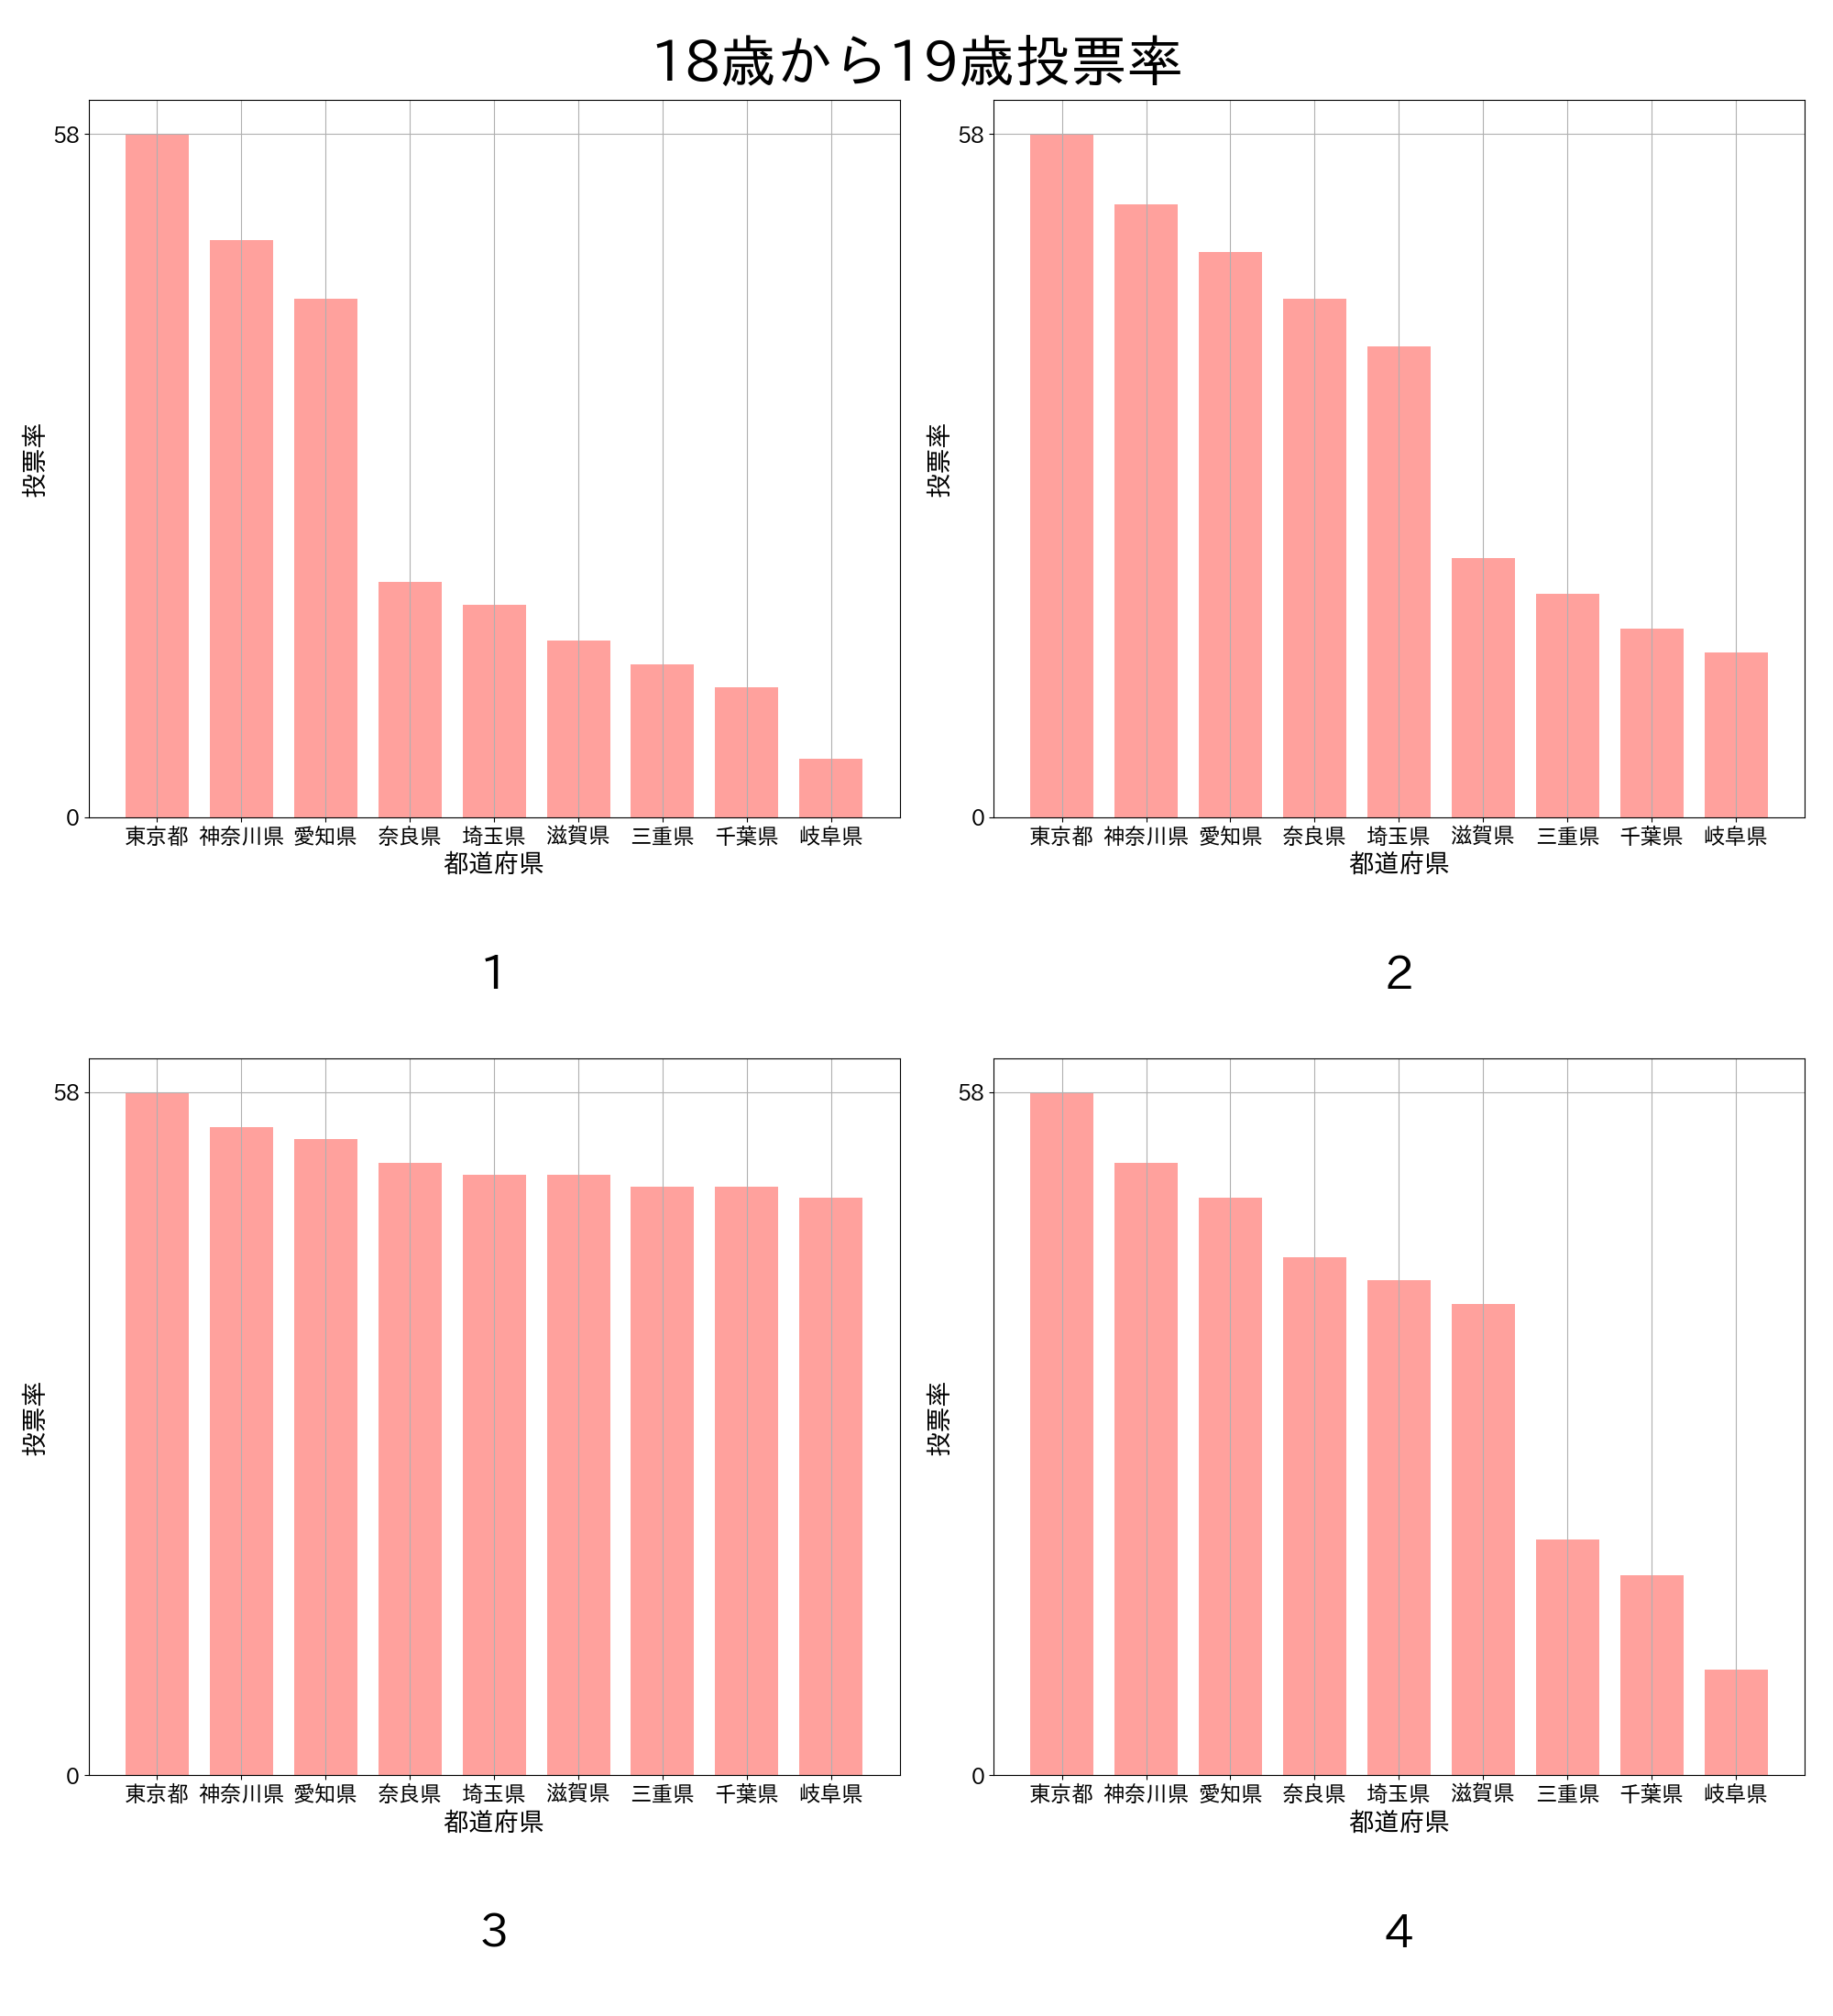 18歳から19歳投票率
58
0
投票率
東京都 神奈川県 愛知県 奈良県 埼玉県 滋賀県 三重県 千葉県 岐阜県
都道府県
1
58
0
投票率
東京都 神奈川県 愛知県 奈良県 埼玉県 滋賀県 三重県 千葉県 岐阜県
都道府県
2
58
0
投票率
東京都 神奈川県 愛知県 奈良県 埼玉県 滋賀県 三重県 千葉県 岐阜県
都道府県
3
58
0
投票率
東京都 神奈川県 愛知県 奈良県 埼玉県 滋賀県 三重県 千葉県 岐阜県
都道府県
4